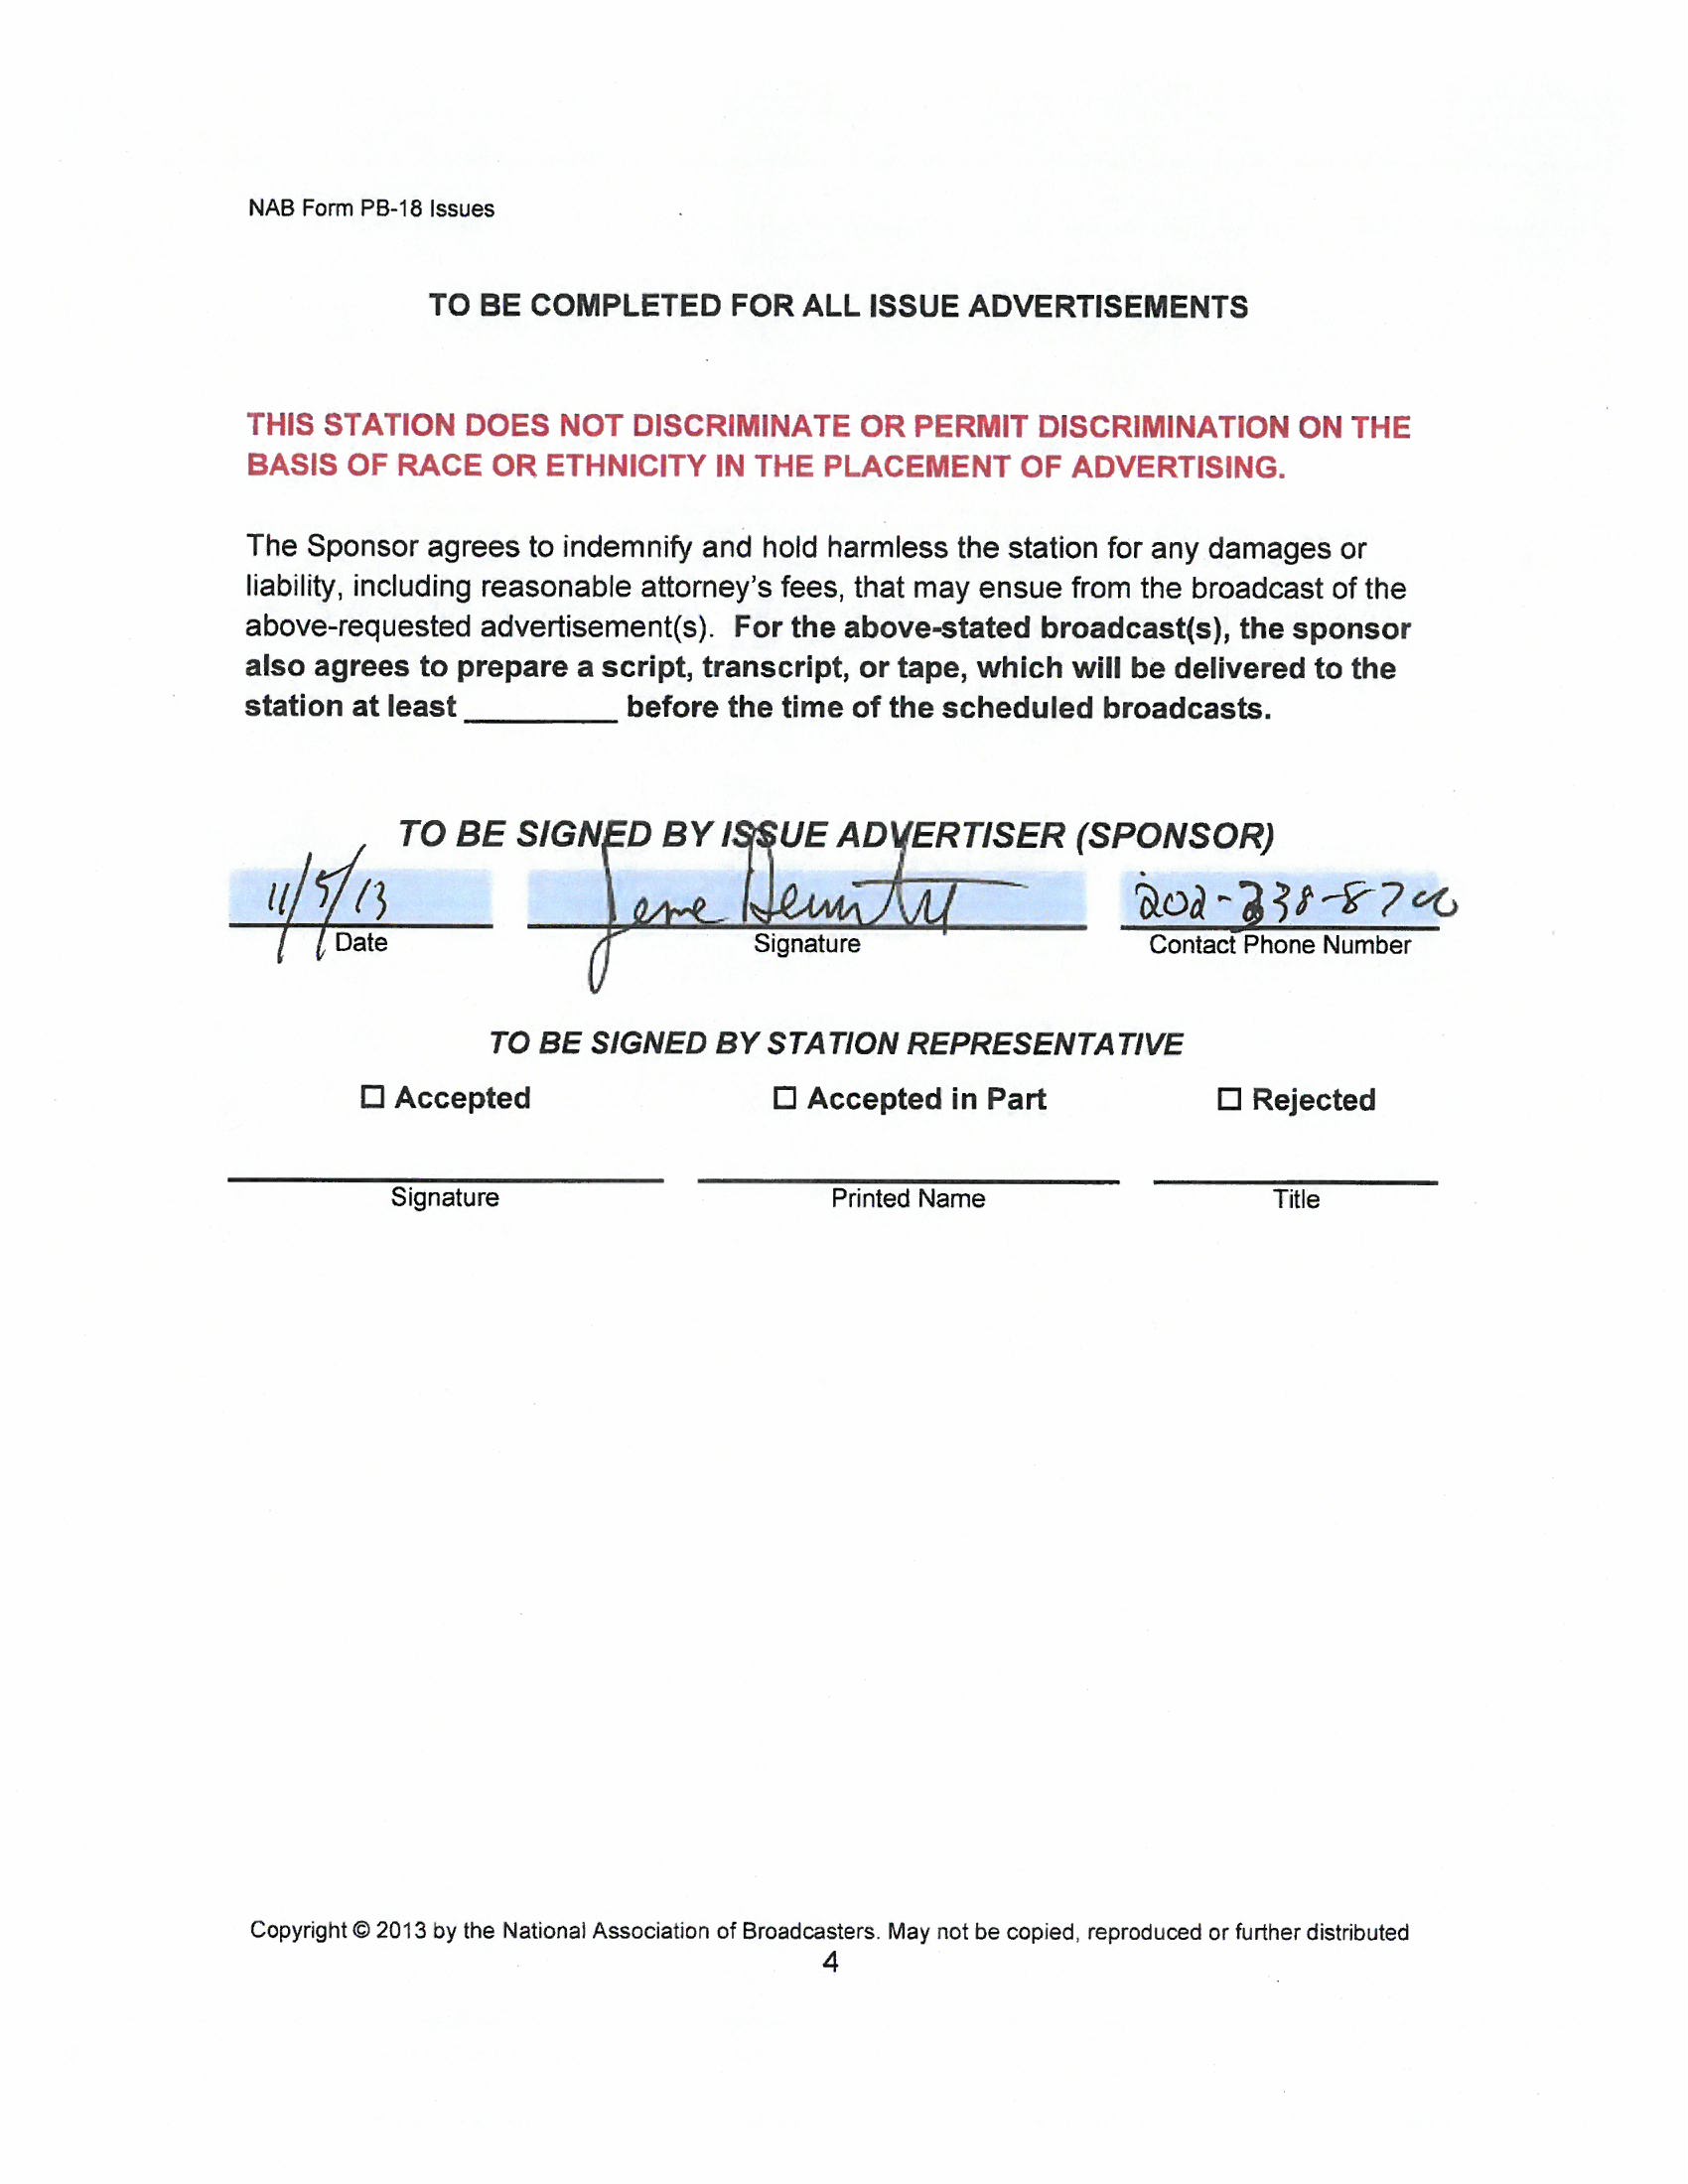 NAB Form PB-18 Issues
TO BE COMPLETED FOR ALL ISSUE ADVERTISEMENTS
THIS STATION DOES NOT DISCRIMINATE OR PERMIT DISCRIMINATION ON THE
BASIS OF RACE OR ETHNICITY IN THE PLACEMENT OF ADVERTISING.
The Sponsor agrees to indemnify and hold harmless the station for any damages or
liability, including reasonable attorney's fees, that may ensue from the broadcast of the
above-requested advertisement(s). For the above-stated broadcast(s), the sponsor
also agrees to prepare a script, transcript, or tape, which will be delivered to the
station at least __________ before the time of the scheduled broadcasts.
TO BE SIGNED BY ISSUE ADVERTISER (SPONSOR)
11/5/13 202-338-8700
Date Signature Contact Phone Number
TO BE SIGNED BY STATION REPRESENTATIVE
☐ Accepted ☐ Accepted in Part ☐ Rejected
Signature Printed Name Title
Copyright © 2013 by the National Association of Broadcasters. May not be copied, reproduced or further distributed
4